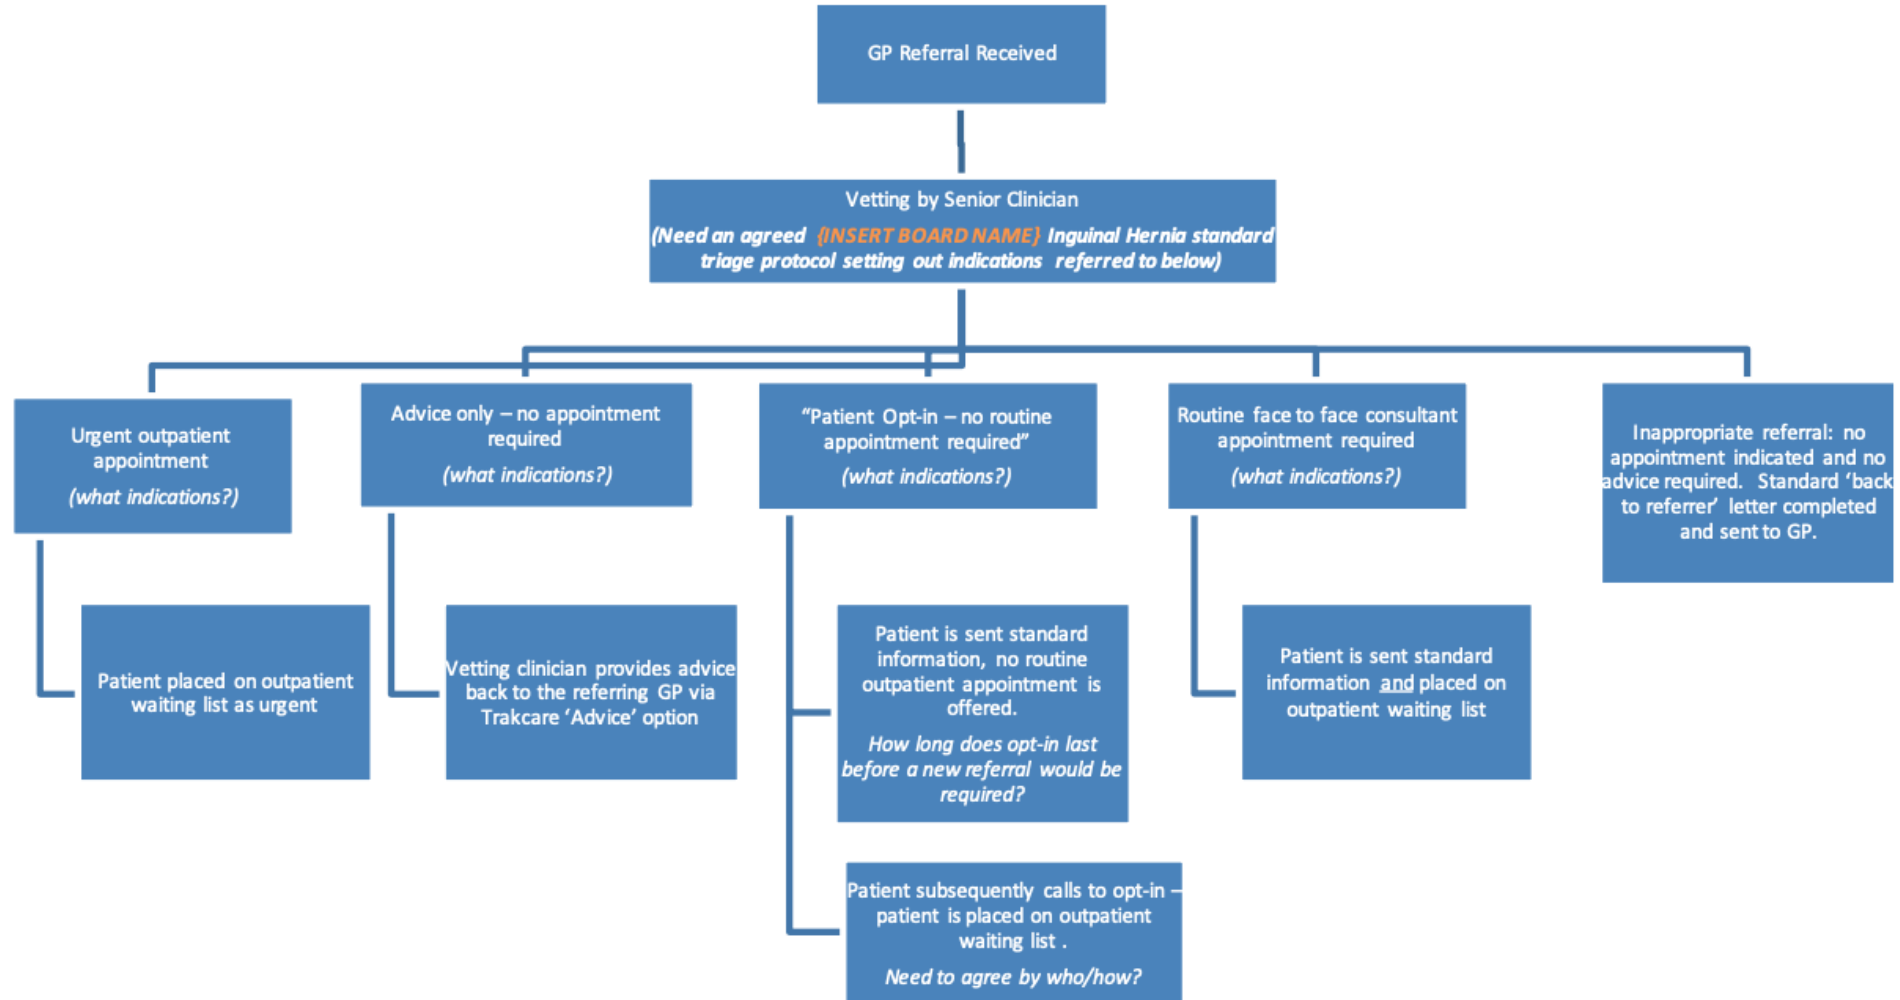 GP Referral Received
Vetting by Senior Clinician
(Need an agreed {INSERT BOARD NAME} Inguinal Hernia standard
triage protocol setting out indications referred to below)
Urgent outpatient
appointment
(what indications?)
Advice only – no appointment
required
(what indications?)
“Patient Opt-in – no routine
appointment required”
(what indications?)
Routine face to face consultant
appointment required
(what indications?)
Inappropriate referral: no
appointment indicated and no
advice required. Standard ‘back
to referrer’ letter completed
and sent to GP.
Patient placed on outpatient
waiting list as urgent
Vetting clinician provides advice
back to the referring GP via
Trakcare ‘Advice’ option
Patient is sent standard
information, no routine
outpatient appointment is
offered.
How long does opt-in last
before a new referral would be
required?
Patient is sent standard
information and placed on
outpatient waiting list
Patient subsequently calls to opt-in –
patient is placed on outpatient
waiting list .
Need to agree by who/how?